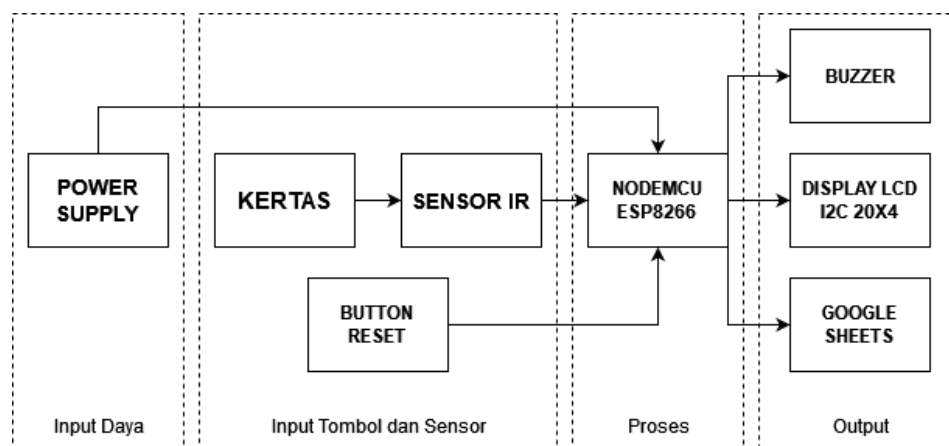 BUZZER
POWER
SUPPLY
KERTAS
SENSOR IR
NODEMCU
ESP8266
DISPLAY LCD
I2C 20X4
BUTTON
RESET
GOOGLE
SHEETS
Input Daya
Input Tombol dan Sensor
Proses
Output